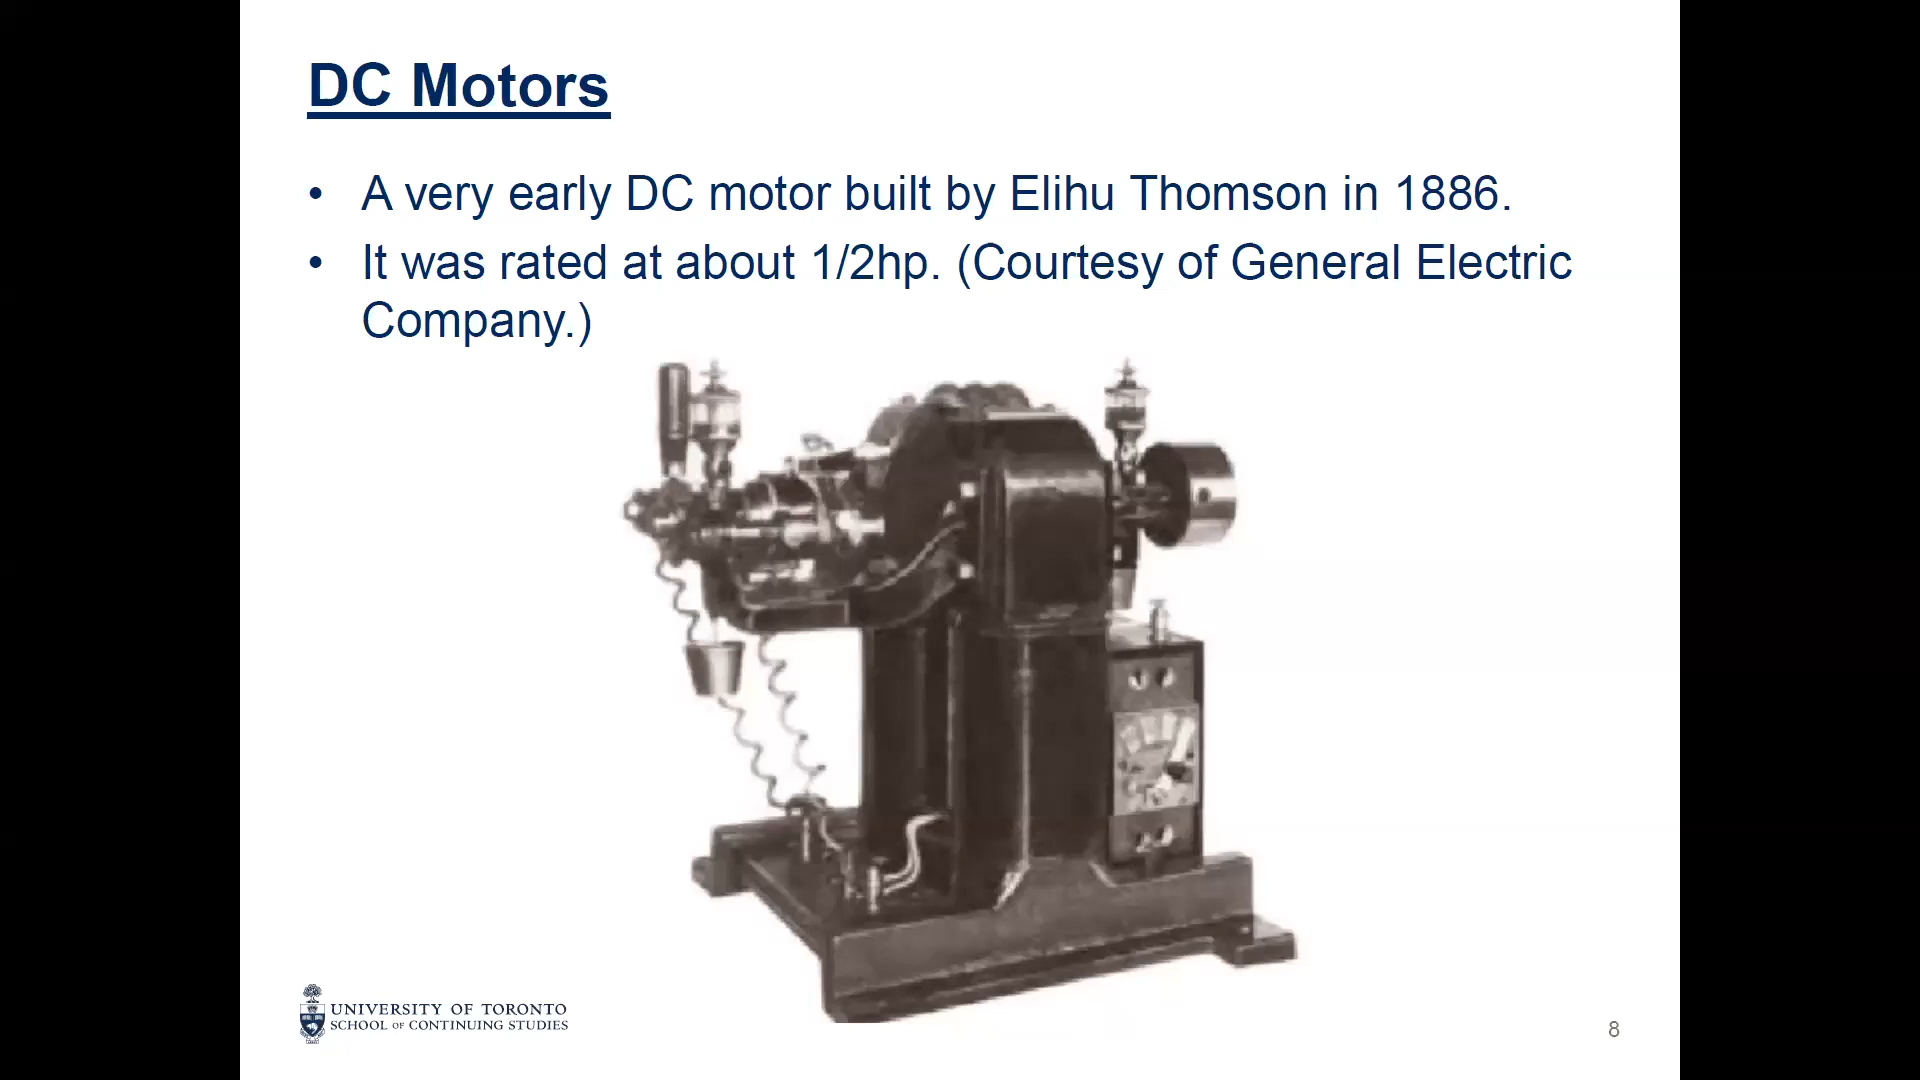 DC Motors
• A very early DC motor built by Elihu Thomson in 1886.
• It was rated at about 1/2hp. (Courtesy of General Electric
Company.)
UNIVERSITY OF TORONTO
SCHOOL OF CONTINUING STUDIES
8